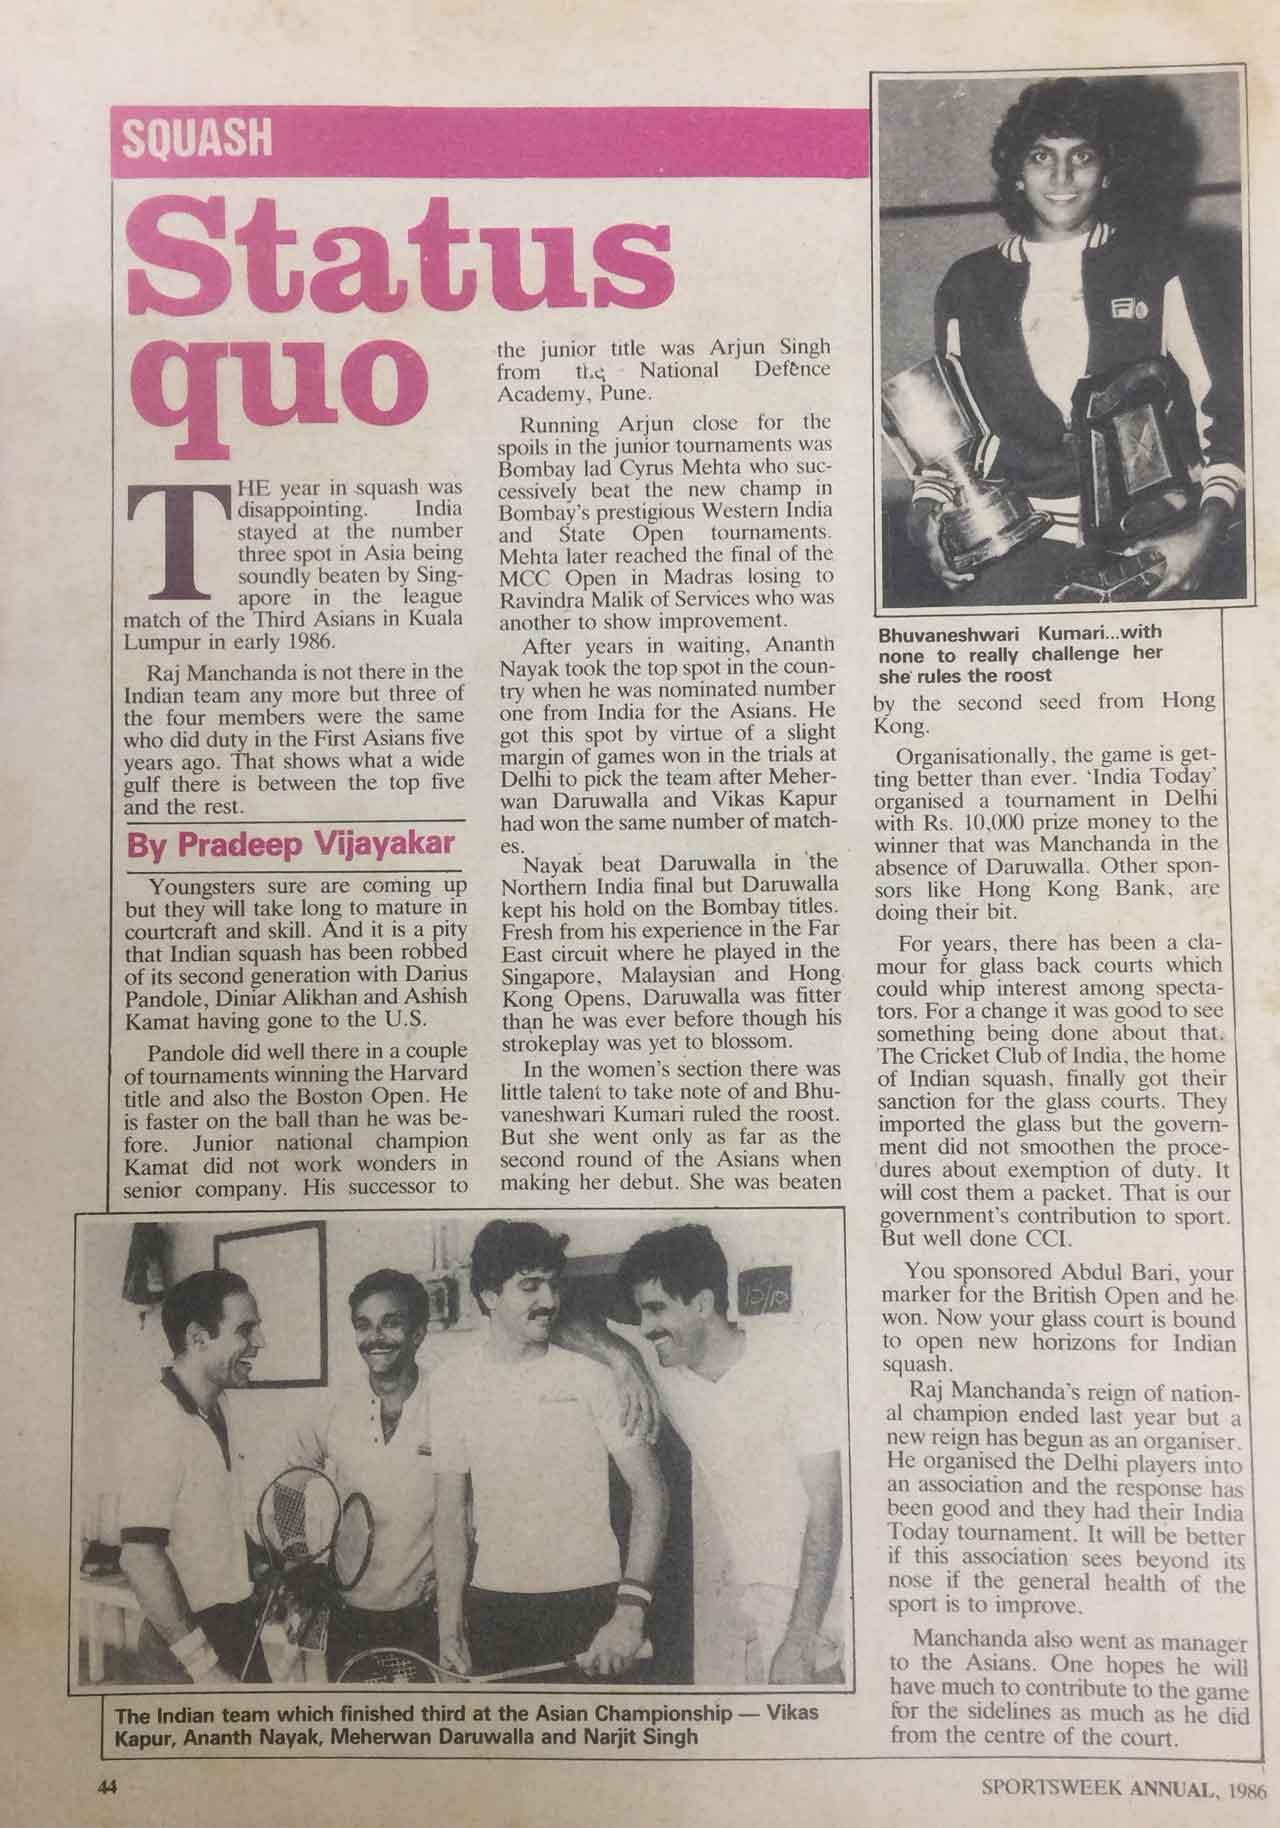 SQUASH
Status
quo
THE year in squash was
disappointing. India
stayed at the number
three spot in Asia being
soundly beaten by Sing-
apore in the league
match of the Third Asians in Kuala
Lumpur in early 1986.
Raj Manchanda is not there in the
Indian team any more but three of
the four members were the same
who did duty in the First Asians five
years ago. That shows what a wide
gulf there is between the top five
and the rest.
By Pradeep Vijayakar
Youngsters sure are coming up
but they will take long to mature in
courtcraft and skill. And it is a pity
that Indian squash has been robbed
of its second generation with Darius
Pandole, Diniar Alikhan and Ashish
Kamat having gone to the U.S.
Pandole did well there in a couple
of tournaments winning the Harvard
title and also the Boston Open. He
is faster on the ball than he was be-
fore. Junior national champion
Kamat did not work wonders in
senior company. His successor to
the junior title was Arjun Singh
from the National Defence
Academy, Pune.
Running Arjun close for the
spoils in the junior tournaments was
Bombay lad Cyrus Mehta who suc-
cessively beat the new champ in
Bombay's prestigious Western India
and State Open tournaments.
Mehta later reached the final of the
MCC Open in Madras losing to
Ravindra Malik of Services who was
another to show improvement.
After years in waiting, Ananth
Nayak took the top spot in the coun-
try when he was nominated number
one from India for the Asians. He
got this spot by virtue of a slight
margin of games won in the trials at
Delhi to pick the team after Meher-
wan Daruwalla and Vikas Kapur
had won the same number of match-
es.
Nayak beat Daruwalla in the
Northern India final but Daruwalla
kept his hold on the Bombay titles.
Fresh from his experience in the Far
East circuit where he played in the
Singapore, Malaysian and Hong
Kong Opens, Daruwalla was fitter
than he was ever before though his
strokeplay was yet to blossom.
In the women's section there was
little talent to take note of and Bhu-
vaneshwari Kumari ruled the roost.
But she went only as far as the
second round of the Asians when
making her debut. She was beaten
Bhuvaneshwari Kumari...with
none to really challenge her
she rules the roost
by the second seed from Hong
Kong.
Organisationally, the game is get-
ting better than ever. 'India Today'
organised a tournament in Delhi
with Rs. 10,000 prize money to the
winner that was Manchanda in the
absence of Daruwalla. Other spon-
sors like Hong Kong Bank, are
doing their bit.
For years, there has been a cla-
mour for glass back courts which
could whip interest among specta-
tors. For a change it was good to see
something being done about that.
The Cricket Club of India, the home
of Indian squash, finally got their
sanction for the glass courts. They
imported the glass but the govern-
ment did not smoothen the proce-
dures about exemption of duty. It
will cost them a packet. That is our
government's contribution to sport.
But well done CCI.
You sponsored Abdul Bari, your
marker for the British Open and he
won. Now your glass court is bound
to open new horizons for Indian
squash.
Raj Manchanda's reign of nation-
al champion ended last year but a
new reign has begun as an organiser.
He organised the Delhi players into
an association and the response has
been good and they had their India
Today tournament. It will be better
if this association sees beyond its
nose if the general health of the
sport is to improve.
Manchanda also went as manager
to the Asians. One hopes he will
have much to contribute to the game
for the sidelines as much as he did
from the centre of the court.
10/10
The Indian team which finished third at the Asian Championship — Vikas
Kapur, Ananth Nayak, Meherwan Daruwalla and Narjit Singh
44
SPORTSWEEK ANNUAL, 1986